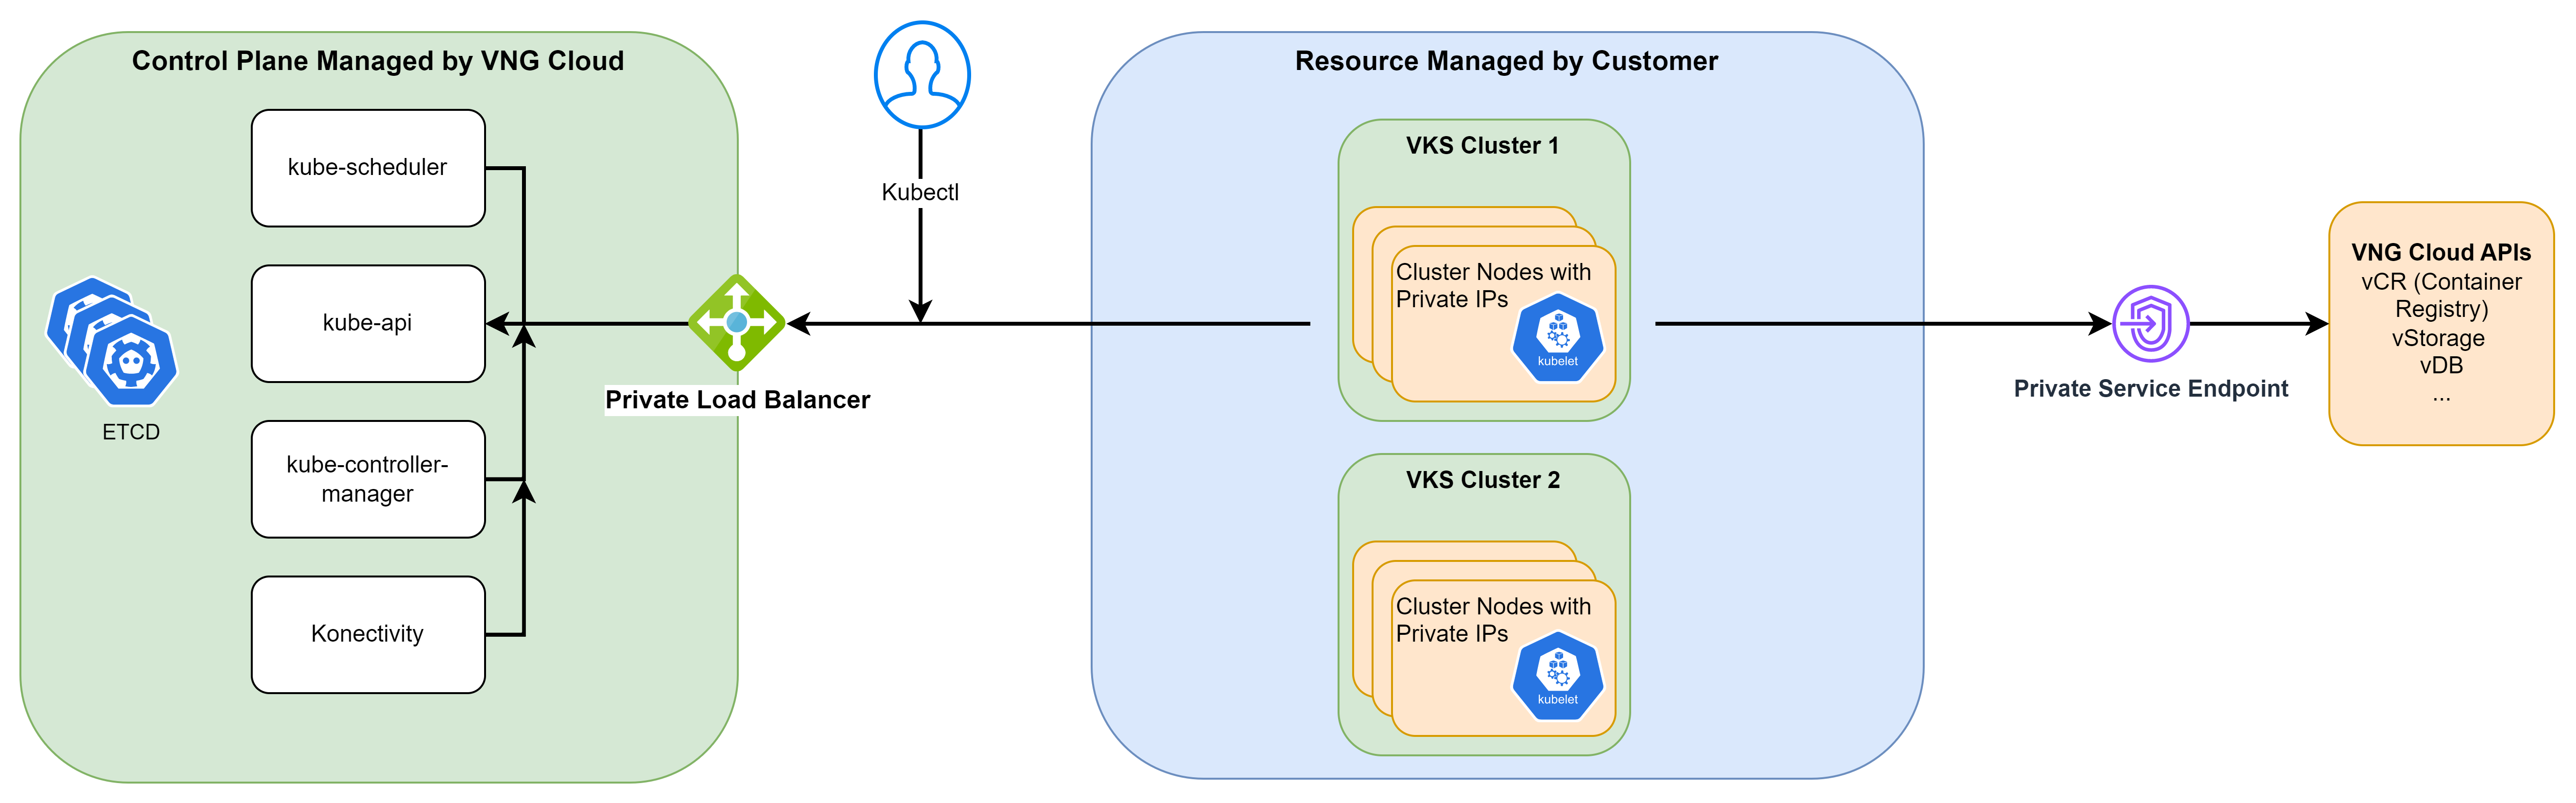 Control Plane Managed by VNG Cloud
kube-scheduler
kube-api
kube-controller-
manager
Konectivity
ETCD
Private Load Balancer
Kubectl
Resource Managed by Customer
VKS Cluster 1
Cluster Nodes with
Private IPs
kubelet
VKS Cluster 2
Cluster Nodes with
Private IPs
kubelet
Private Service Endpoint
VNG Cloud APIs
vCR (Container
Registry)
vStorage
vDB
...